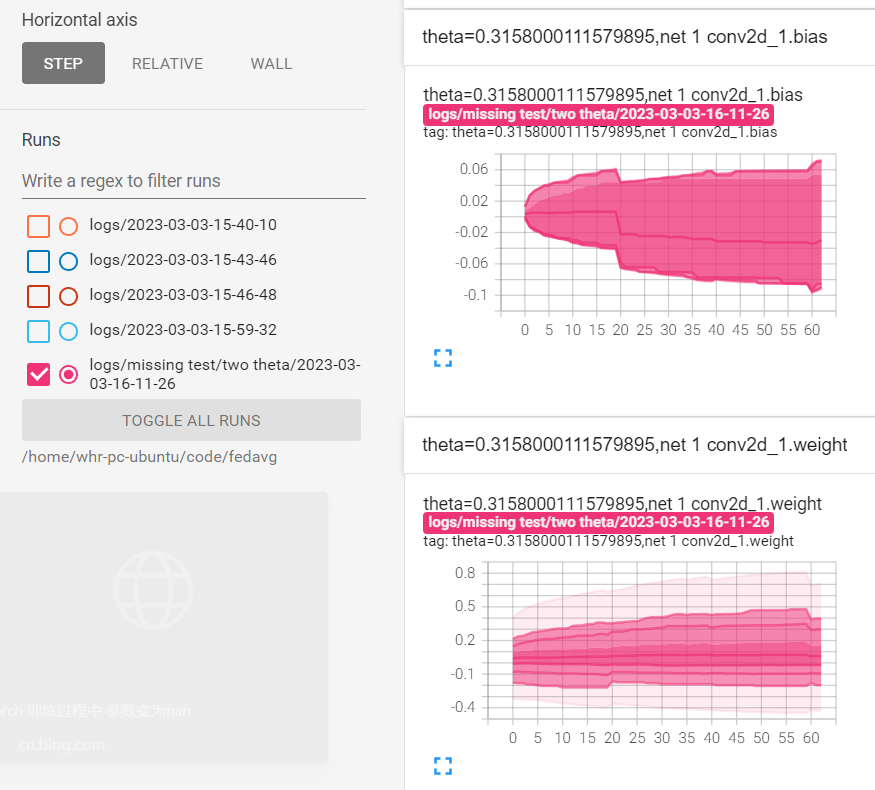 Horizontal axis
STEP RELATIVE WALL
Runs
Write a regex to filter runs
logs/2023-03-03-15-40-10
logs/2023-03-03-15-43-46
logs/2023-03-03-15-46-48
logs/2023-03-03-15-59-32
logs/missing test/two theta/2023-03-
03-16-11-26
TOGGLE ALL RUNS
/home/whr-pc-ubuntu/code/fedavg
rch 训练过程中 参数变为nan
cn.bing.com
theta=0.3158000111579895,net 1 conv2d_1.bias
theta=0.3158000111579895,net 1 conv2d_1.bias
logs/missing test/two theta/2023-03-03-16-11-26
tag: theta=0.3158000111579895,net 1 conv2d_1.bias
0.06
0.02
-0.02
-0.06
-0.1
0 5 10 15 20 25 30 35 40 45 50 55 60
theta=0.3158000111579895,net 1 conv2d_1.weight
theta=0.3158000111579895,net 1 conv2d_1.weight
logs/missing test/two theta/2023-03-03-16-11-26
tag: theta=0.3158000111579895,net 1 conv2d_1.weight
0.8
0.5
0.2
-0.1
-0.4
0 5 10 15 20 25 30 35 40 45 50 55 60